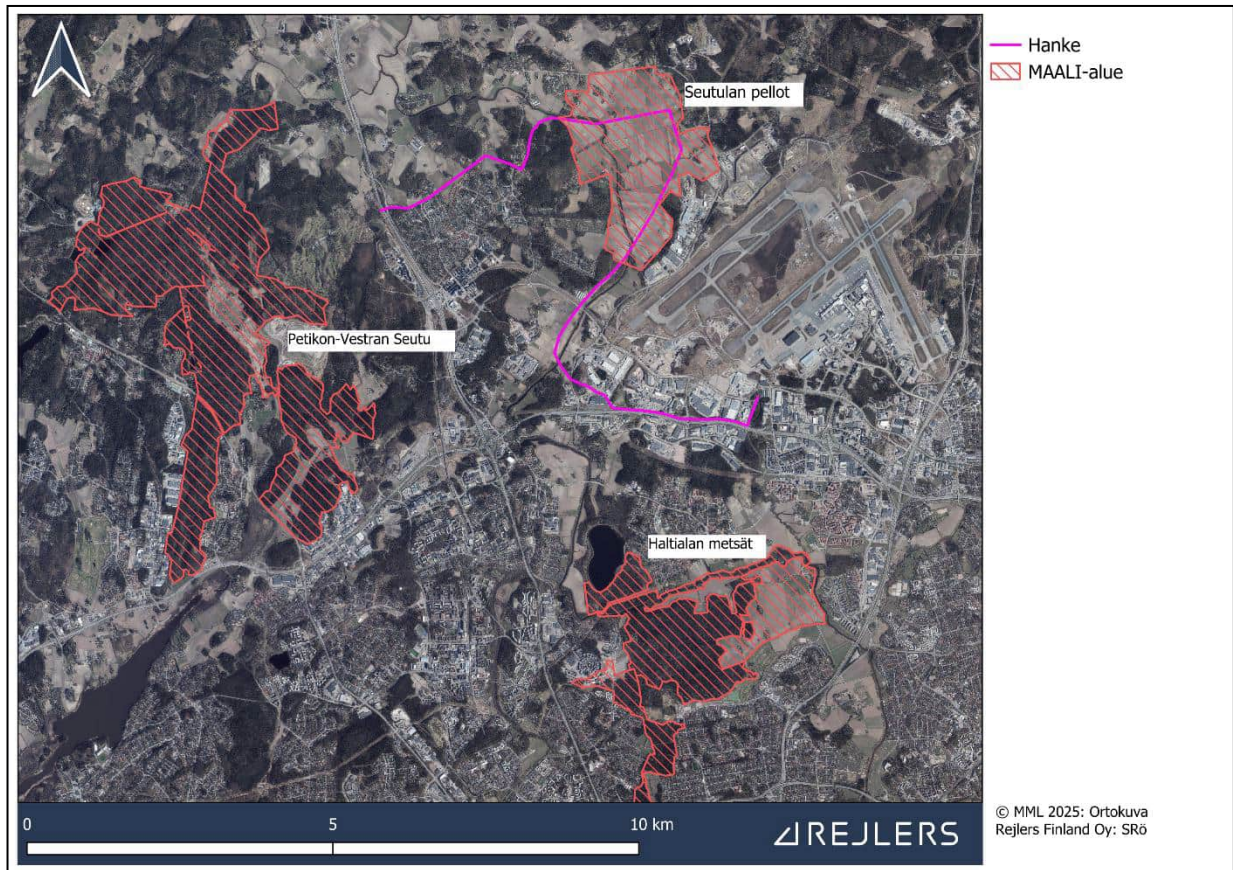 Hanke
MAALI-alue
Seutulan pellot
Petikon-Vestran Seutu
Haltialan metsät
0
5
10 km
REJLERS
© MML 2025: Ortokuva
Rejlers Finland Oy: SRö